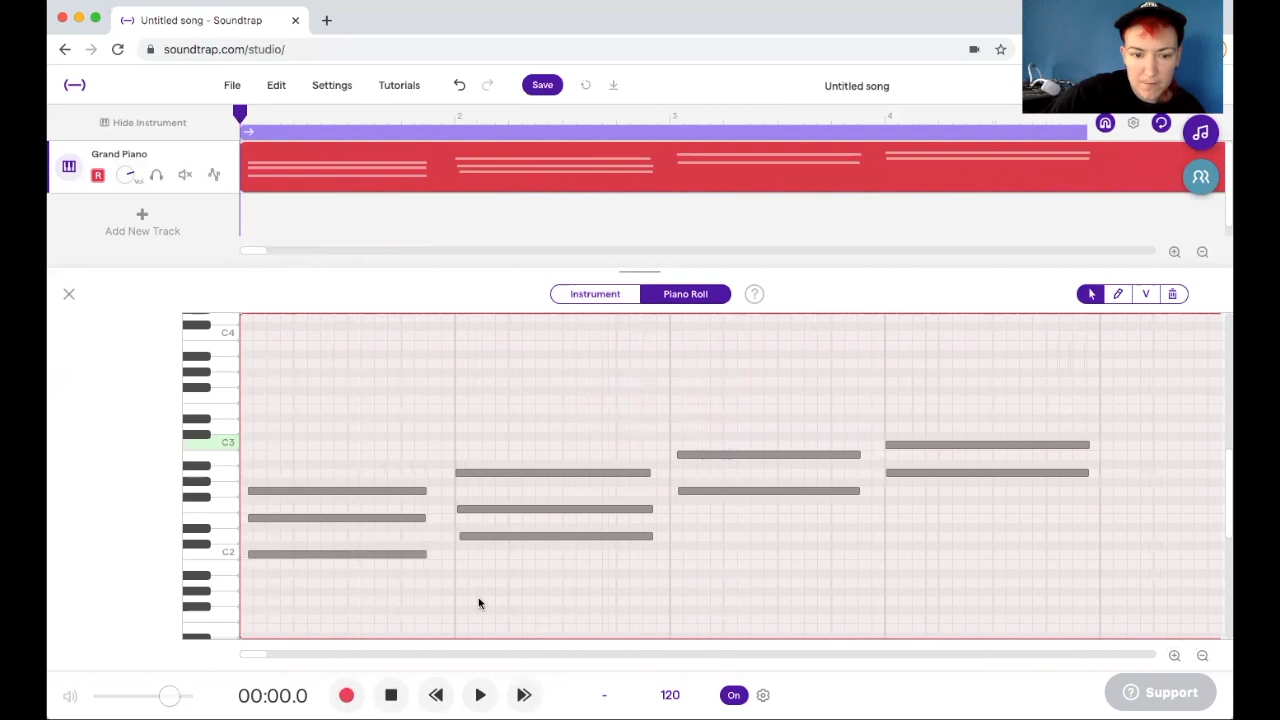 Untitled song - Soundtrap
soundtrap.com/studio/
File Edit Settings Tutorials Save Untitled song
Hide Instrument 2 3 4
Grand Piano
R Vol
Add New Track
Instrument Piano Roll ? V
C4
C3
C2
00:00.0 - 120 On
? Support